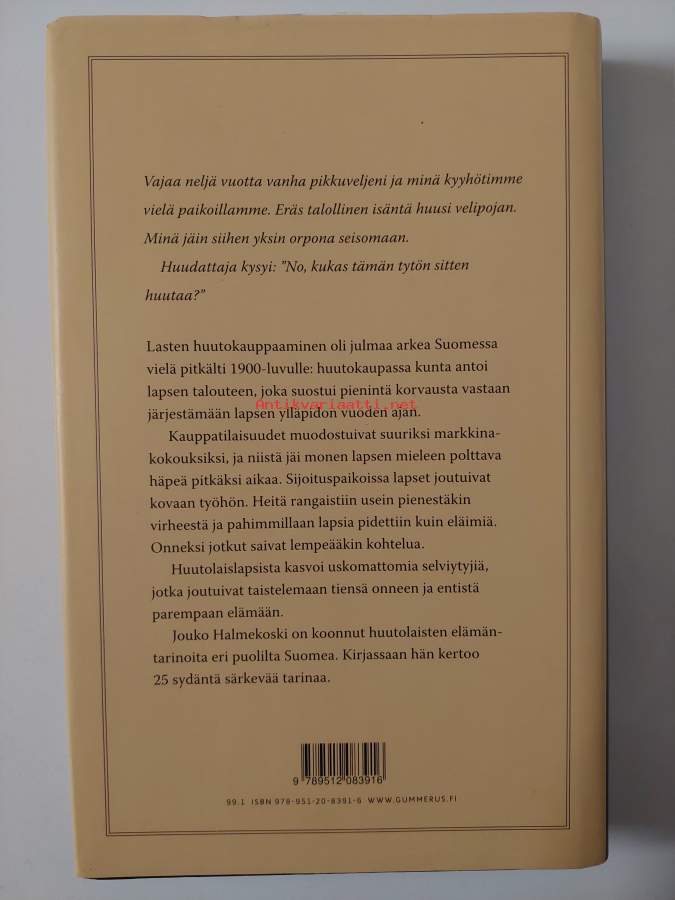 Vajaa neljä vuotta vanha pikkuveljeni ja minä kyyhötimme
vielä paikoillamme. Eräs talollinen isäntä huusi velipojan.
Minä jäin siihen yksin orpona seisomaan.
Huudattaja kysyi: ”No, kukas tämän tytön sitten
huutaa?”
Lasten huutokauppaaminen oli julmaa arkea Suomessa
vielä pitkälti 1900-luvulle: huutokaupassa kunta antoi
lapsen talouteen, joka suostui pienintä korvausta vastaan
Antikvariaatti.net
järjestämään lapsen ylläpidon vuoden ajan.
Kauppatilaisuudet muodostuivat suuriksi markkina-
kokouksiksi, ja niistä jäi monen lapsen mieleen polttava
häpeä pitkäksi aikaa. Sijoituspaikoissa lapset joutuivat
kovaan työhön. Heitä rangaistiin usein pienestäkin
virheestä ja pahimmillaan lapsia pidettiin kuin eläimiä.
Onneksi jotkut saivat lempeääkin kohtelua.
Huutolaislapsista kasvoi uskomattomia selviytyjiä,
jotka joutuivat taistelemaan tiensä onneen ja entistä
parempaan elämään.
Jouko Halmekoski on koonnut huutolaisten elämän-
tarinoita eri puolilta Suomea. Kirjassaan hän kertoo
25 sydäntä särkevää tarinaa.
9 789512 083916
99.1 ISBN 978-951-20-8391-6 WWW.GUMMERUS.FI